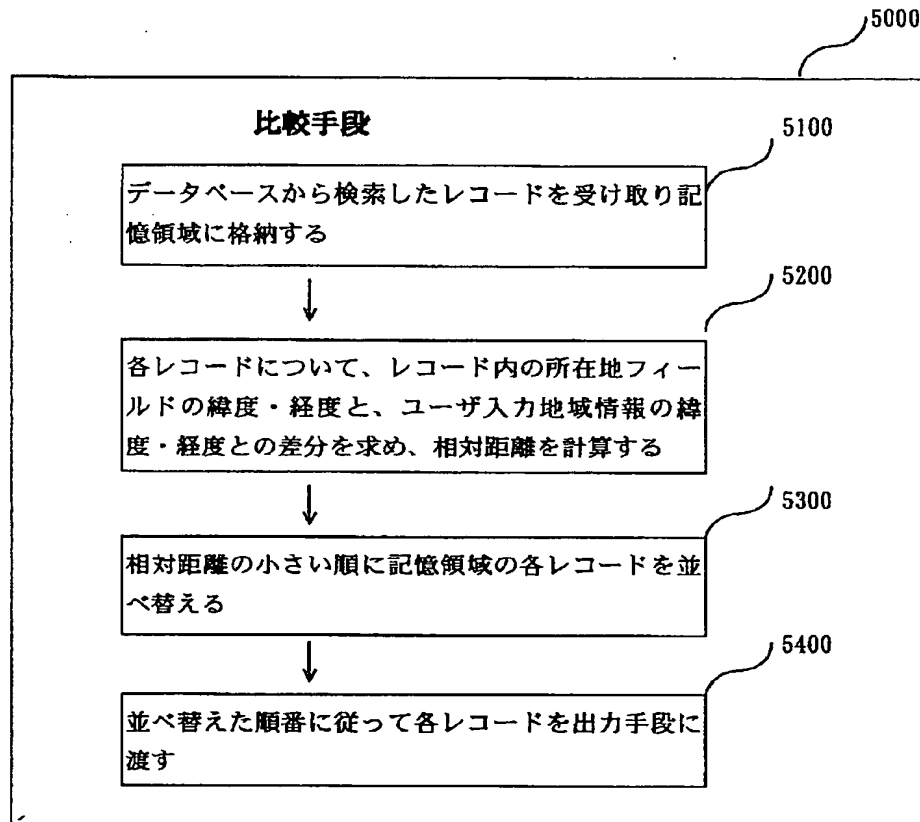 5000
比較手段
5100
データベースから検索したレコードを受け取り記
憶領域に格納する
5200
各レコードについて、レコード内の所在地フィー
ルドの緯度・経度と、ユーザ入力地域情報の緯
度・経度との差分を求め、相対距離を計算する
5300
相対距離の小さい順に記憶領域の各レコードを並
べ替える
5400
並べ替えた順番に従って各レコードを出力手段に
渡す